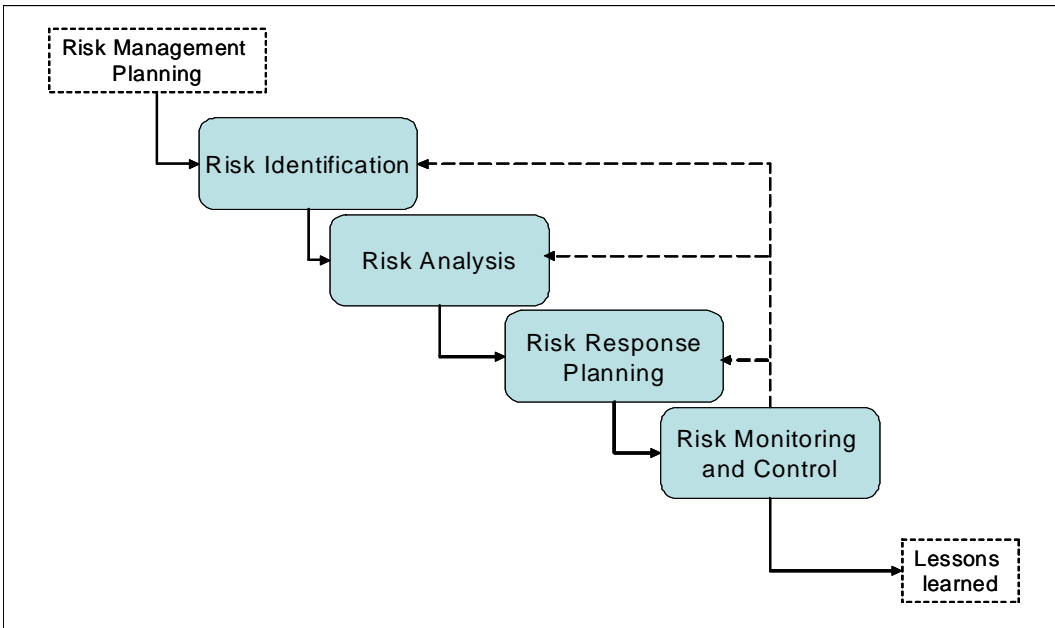 Risk Management
Planning
Risk Identification
Risk Analysis
Risk Response
Planning
Risk Monitoring
and Control
Lessons
learned